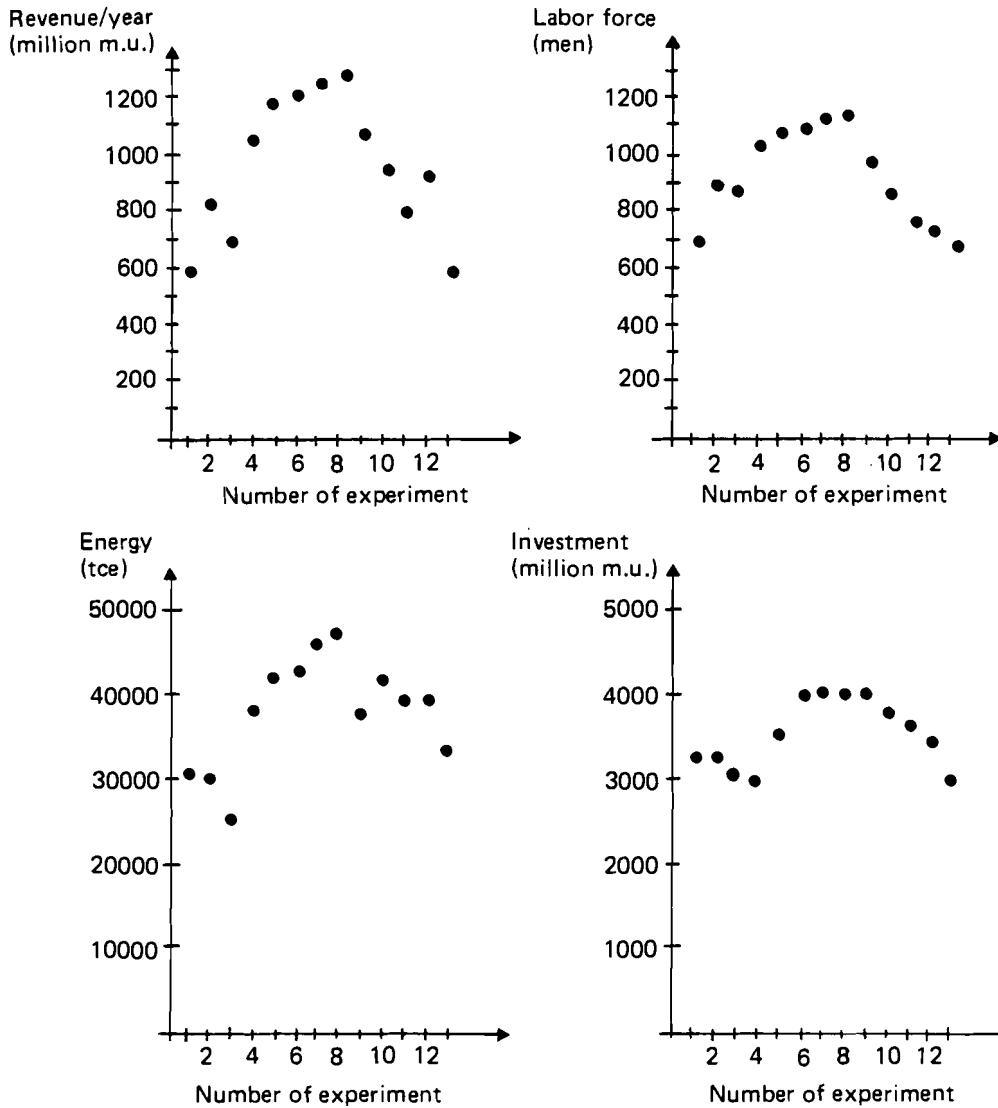 Revenue/year
(million m.u.)
1200
1000
800
600
400
200
2 4 6 8 10 12
Number of experiment
Labor force
(men)
1200
1000
800
600
400
200
2 4 6 8 10 12
Number of experiment
Energy
(tce)
50000
40000
30000
20000
10000
2 4 6 8 10 12
Number of experiment
Investment
(million m.u.)
5000
4000
3000
2000
1000
2 4 6 8 10 12
Number of experiment